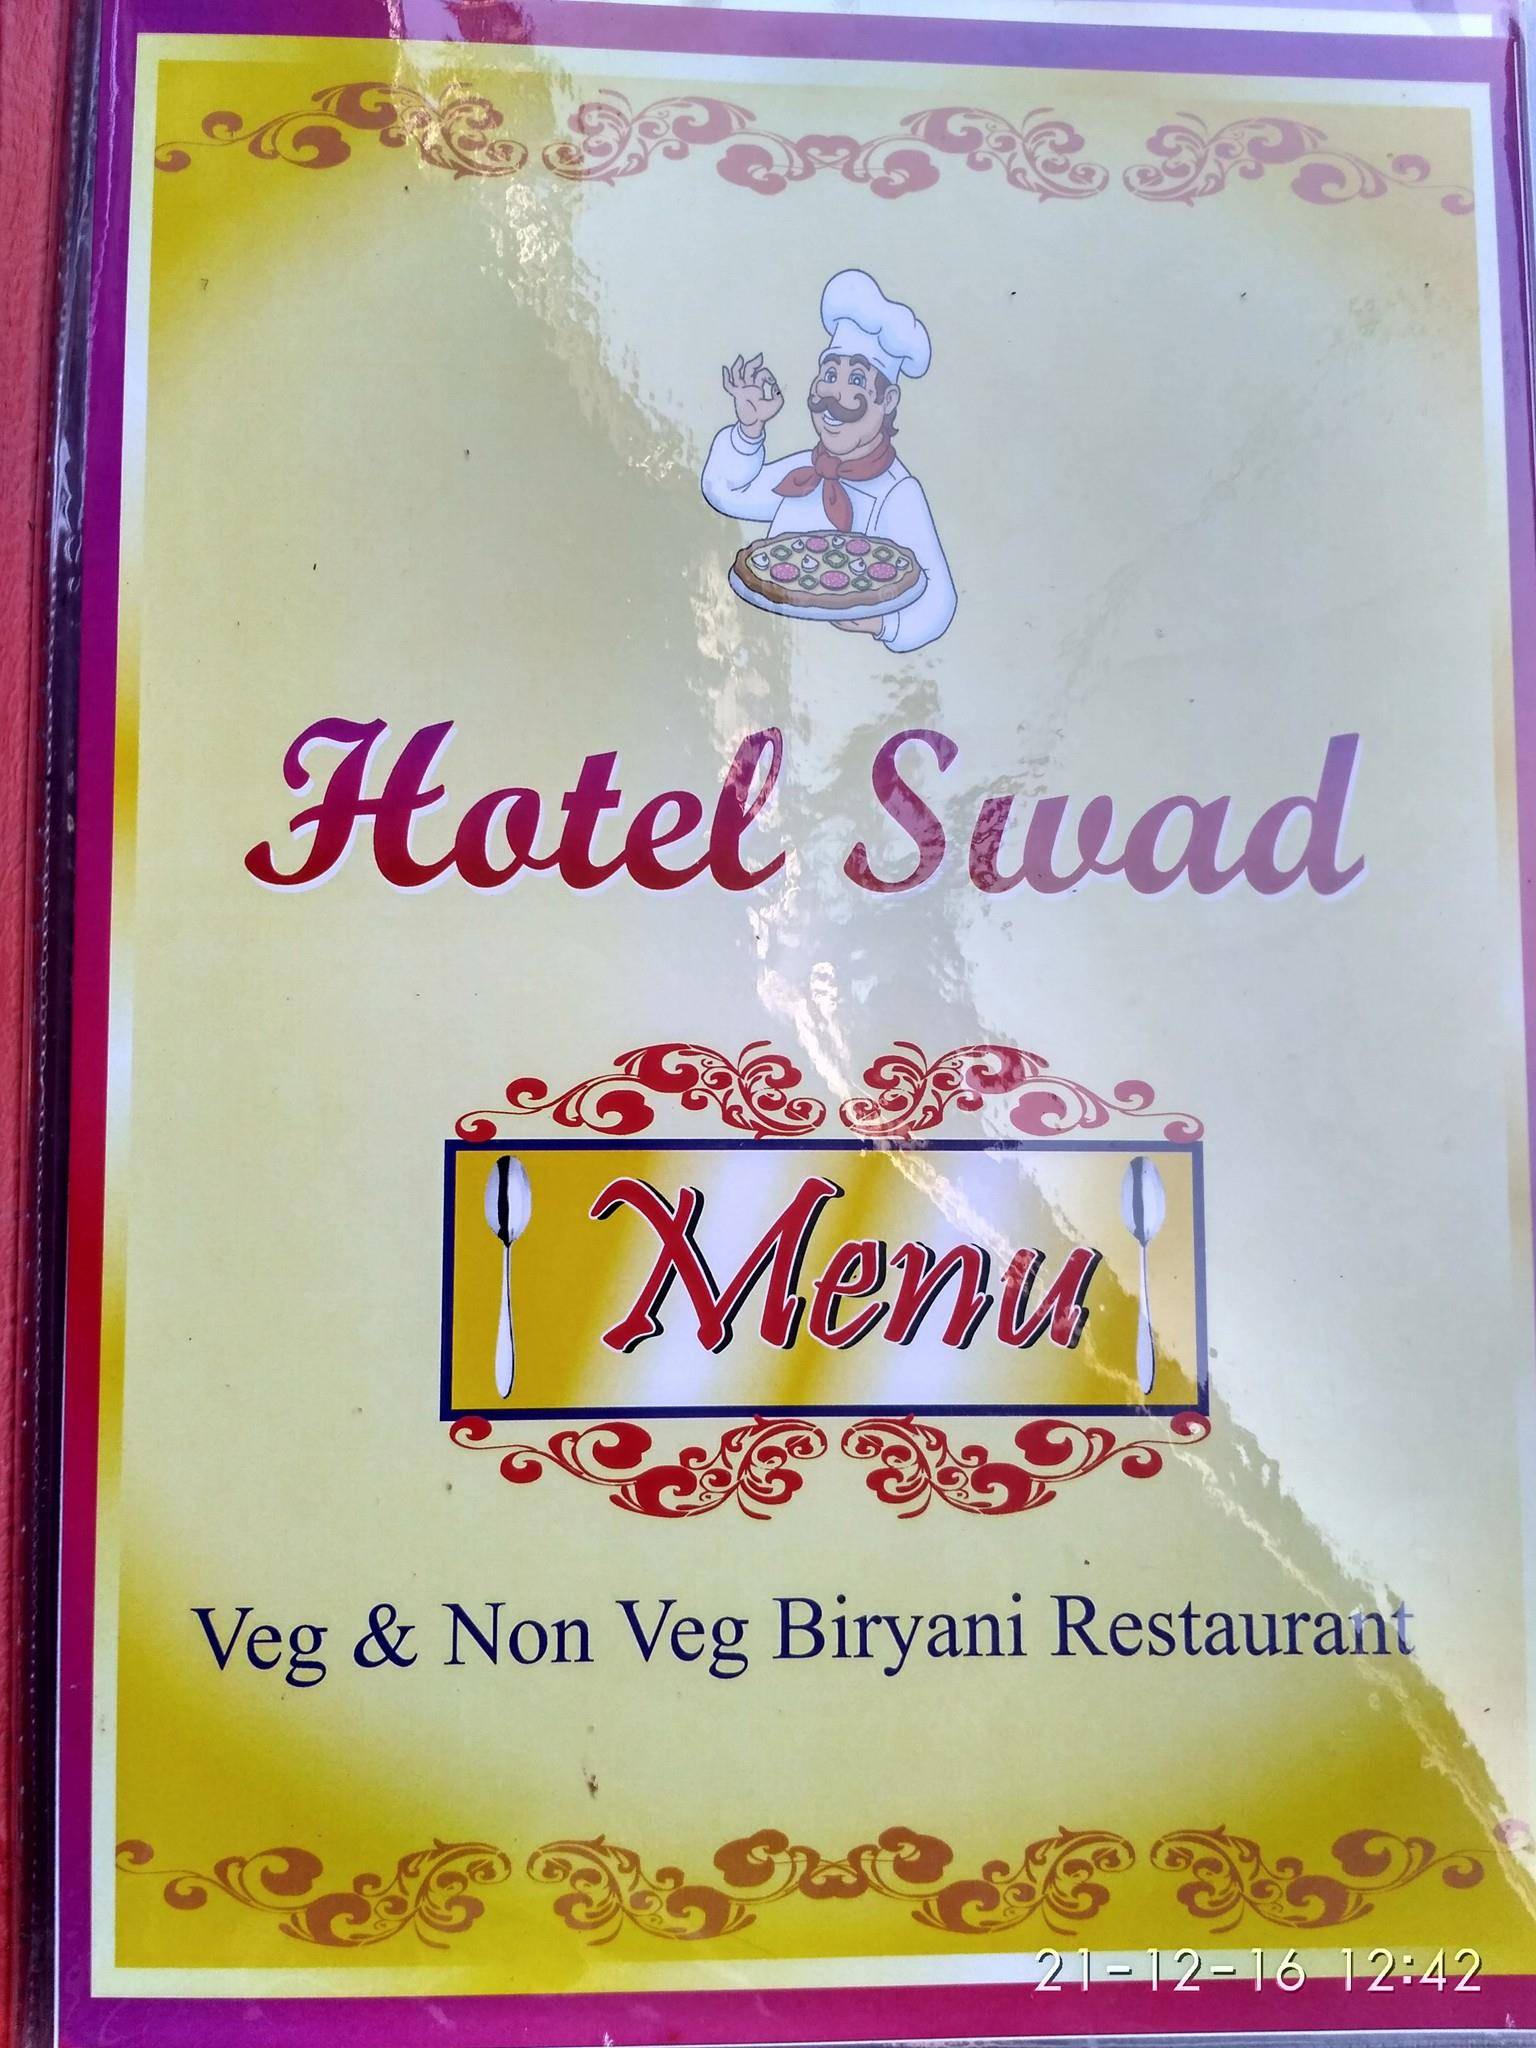 Hotel Swad
Menu
Veg & Non Veg Biryani Restaurant
21-12-16 12:42